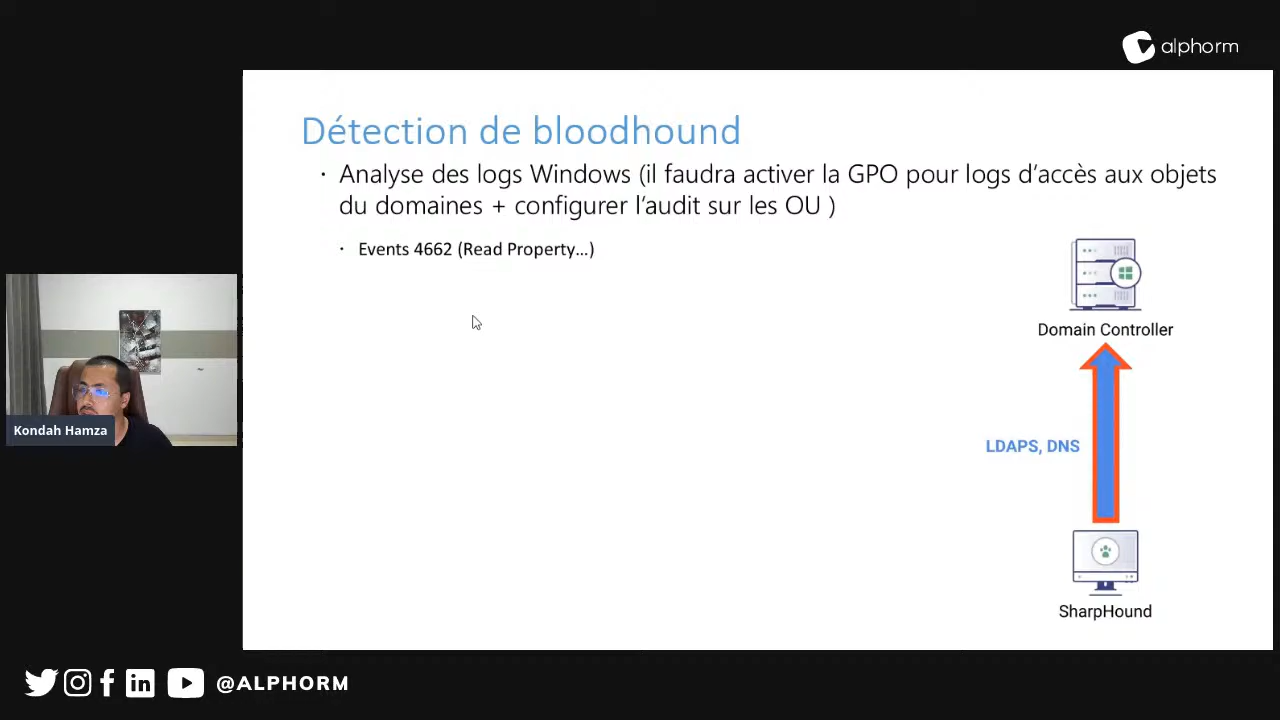 alphorm
Détection de bloodhound
· Analyse des logs Windows (il faudra activer la GPO pour logs d'accès aux objets
du domaines + configurer l'audit sur les OU )
· Events 4662 (Read Property...)
Domain Controller
LDAPS, DNS
SharpHound
Kondah Hamza
@ALPHORM